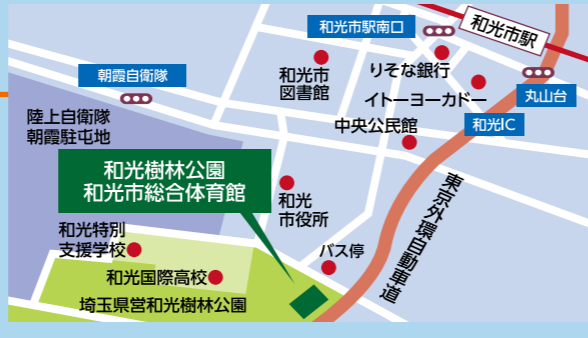 和光市駅南口
和光市駅
朝霞自衛隊
和光市
図書館
りそな銀行
イトーヨーカドー
丸山台
陸上自衛隊
朝霞駐屯地
中央公民館
和光IC
和光樹林公園
和光市総合体育館
和光
市役所
東京外環自動車道
和光特別
支援学校
バス停
和光国際高校
埼玉県営和光樹林公園